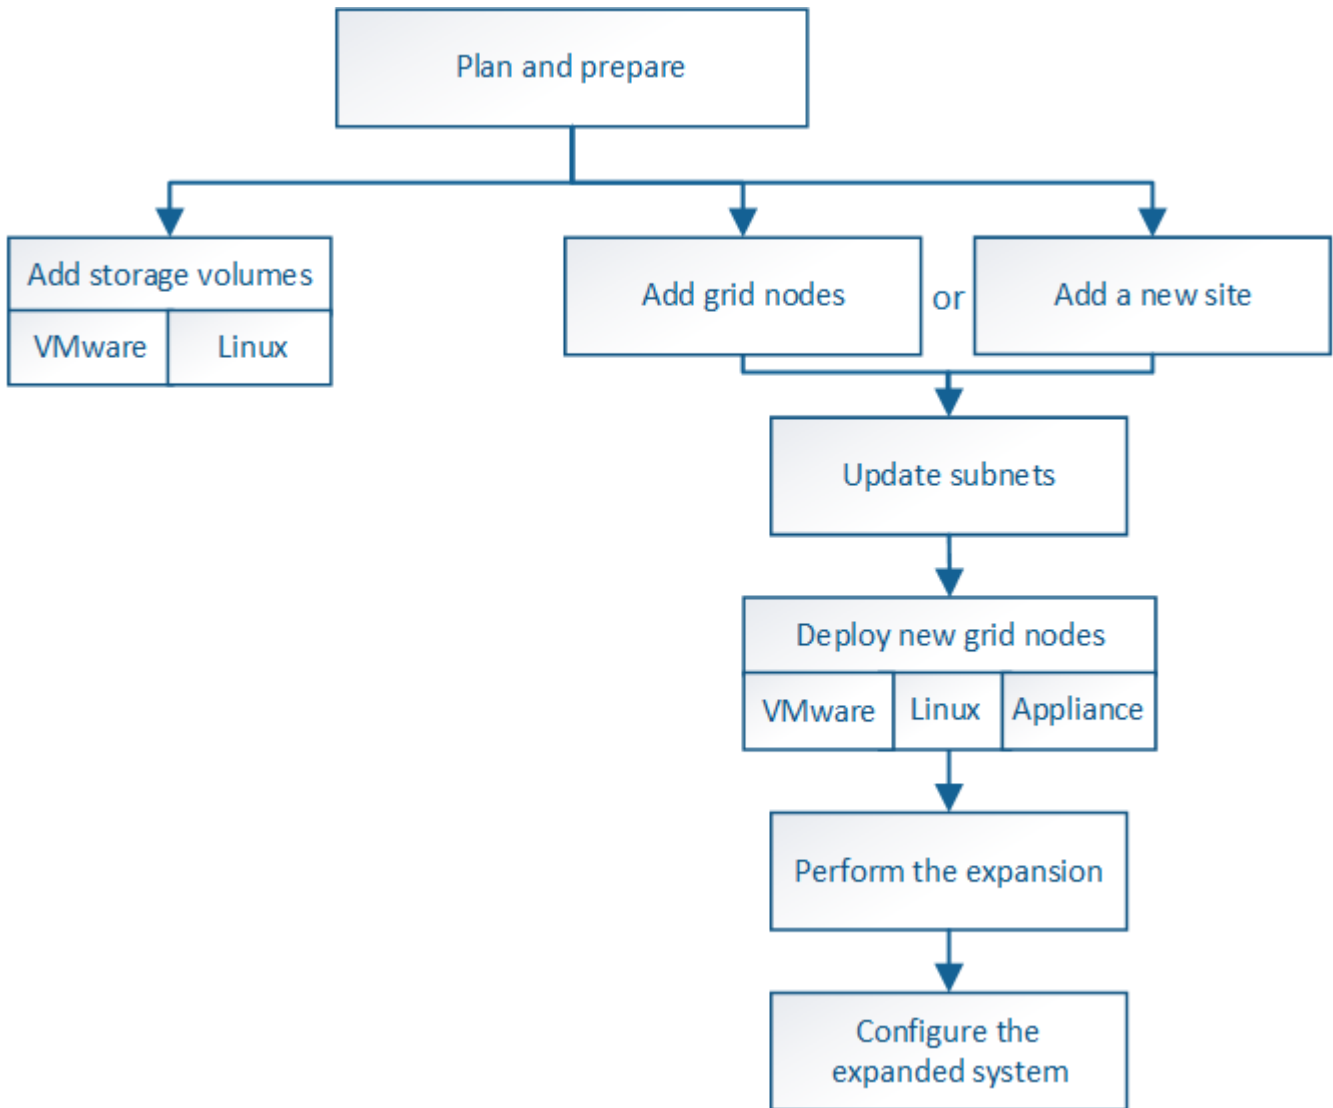 Plan and prepare
Add storage volumes
VMware
Linux
Add grid nodes
or
Add a new site
Update subnets
Deploy new grid nodes
VMware
Linux
Appliance
Perform the expansion
Configure the
expanded system